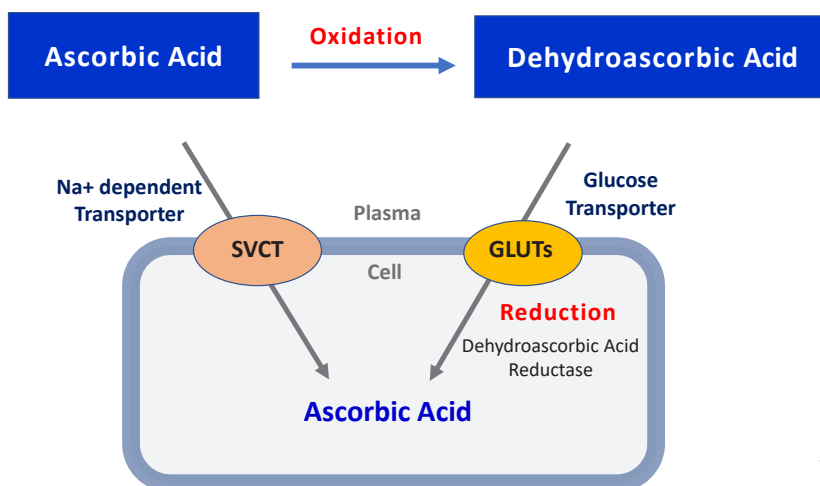 Oxidation
Ascorbic Acid
Dehydroascorbic Acid
Na+ dependent
Transporter
Glucose
Transporter
Plasma
SVCT
GLUTs
Cell
Reduction
Dehydroascorbic Acid
Reductase
Ascorbic Acid